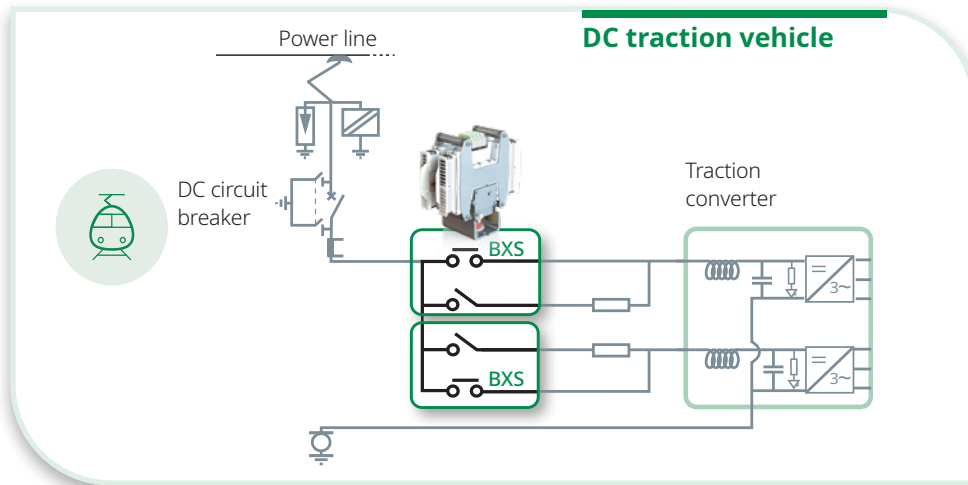 DC traction vehicle
Power line
DC circuit
breaker
Traction
converter
BXS
3~
BXS
3~